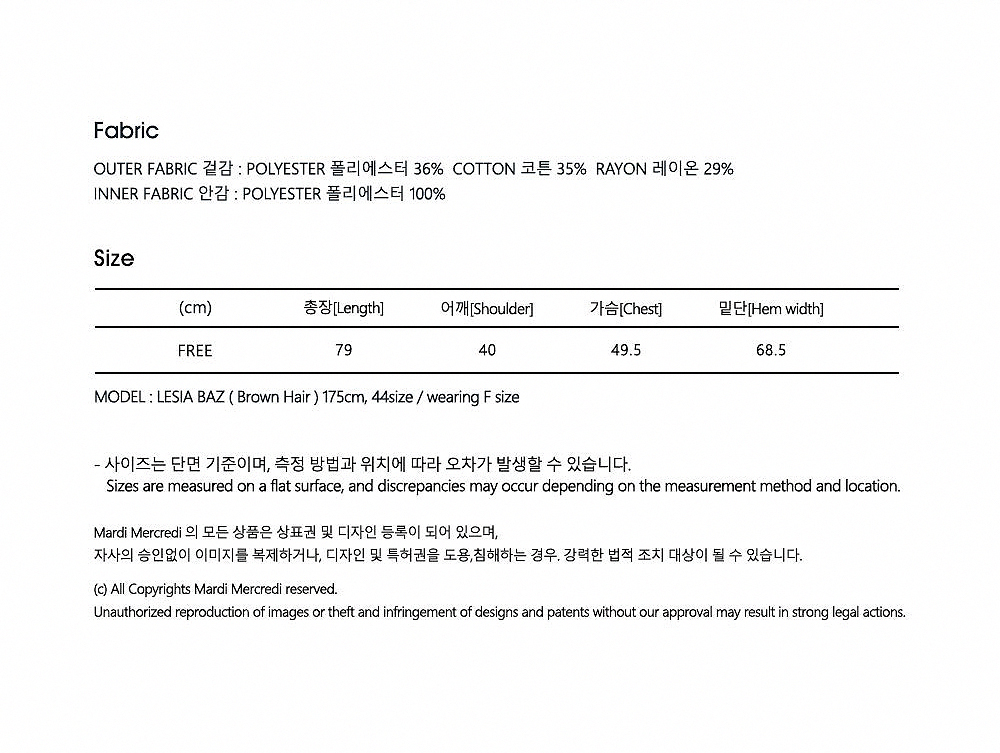 Fabric
OUTER FABRIC 겉감 : POLYESTER 폴리에스터 36% COTTON 코튼 35% RAYON 레이온 29%
INNER FABRIC 안감 : POLYESTER 폴리에스터 100%
Size
(cm) 총장[Length] 어깨[Shoulder] 가슴[Chest] 밑단[Hem width]
FREE 79 40 49.5 68.5
MODEL : LESIA BAZ ( Brown Hair ) 175cm, 44size / wearing F size
- 사이즈는 단면 기준이며, 측정 방법과 위치에 따라 오차가 발생할 수 있습니다.
Sizes are measured on a flat surface, and discrepancies may occur depending on the measurement method and location.
Mardi Mercredi 의 모든 상품은 상표권 및 디자인 등록이 되어 있으며,
자사의 승인없이 이미지를 복제하거나, 디자인 및 특허권을 도용,침해하는 경우. 강력한 법적 조치 대상이 될 수 있습니다.
(c) All Copyrights Mardi Mercredi reserved.
Unauthorized reproduction of images or theft and infringement of designs and patents without our approval may result in strong legal actions.